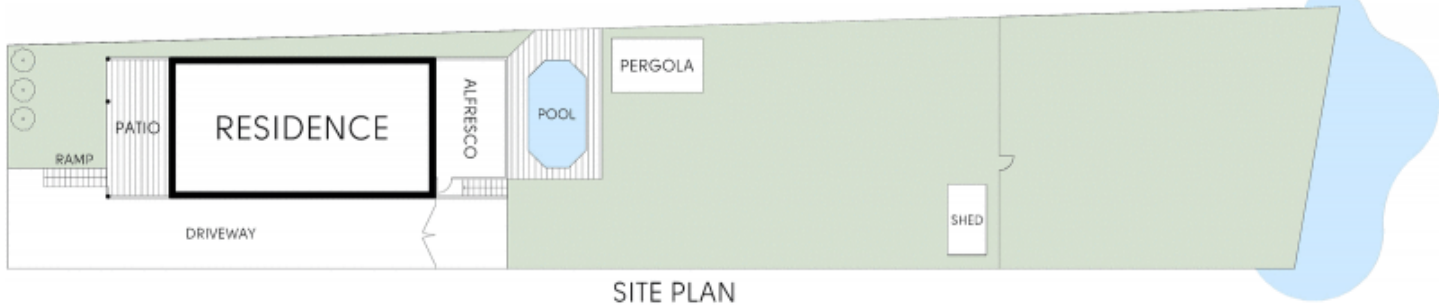 PERGOLA
ALFRESCO
POOL
PATIO
RESIDENCE
RAMP
SHED
DRIVEWAY
SITE PLAN